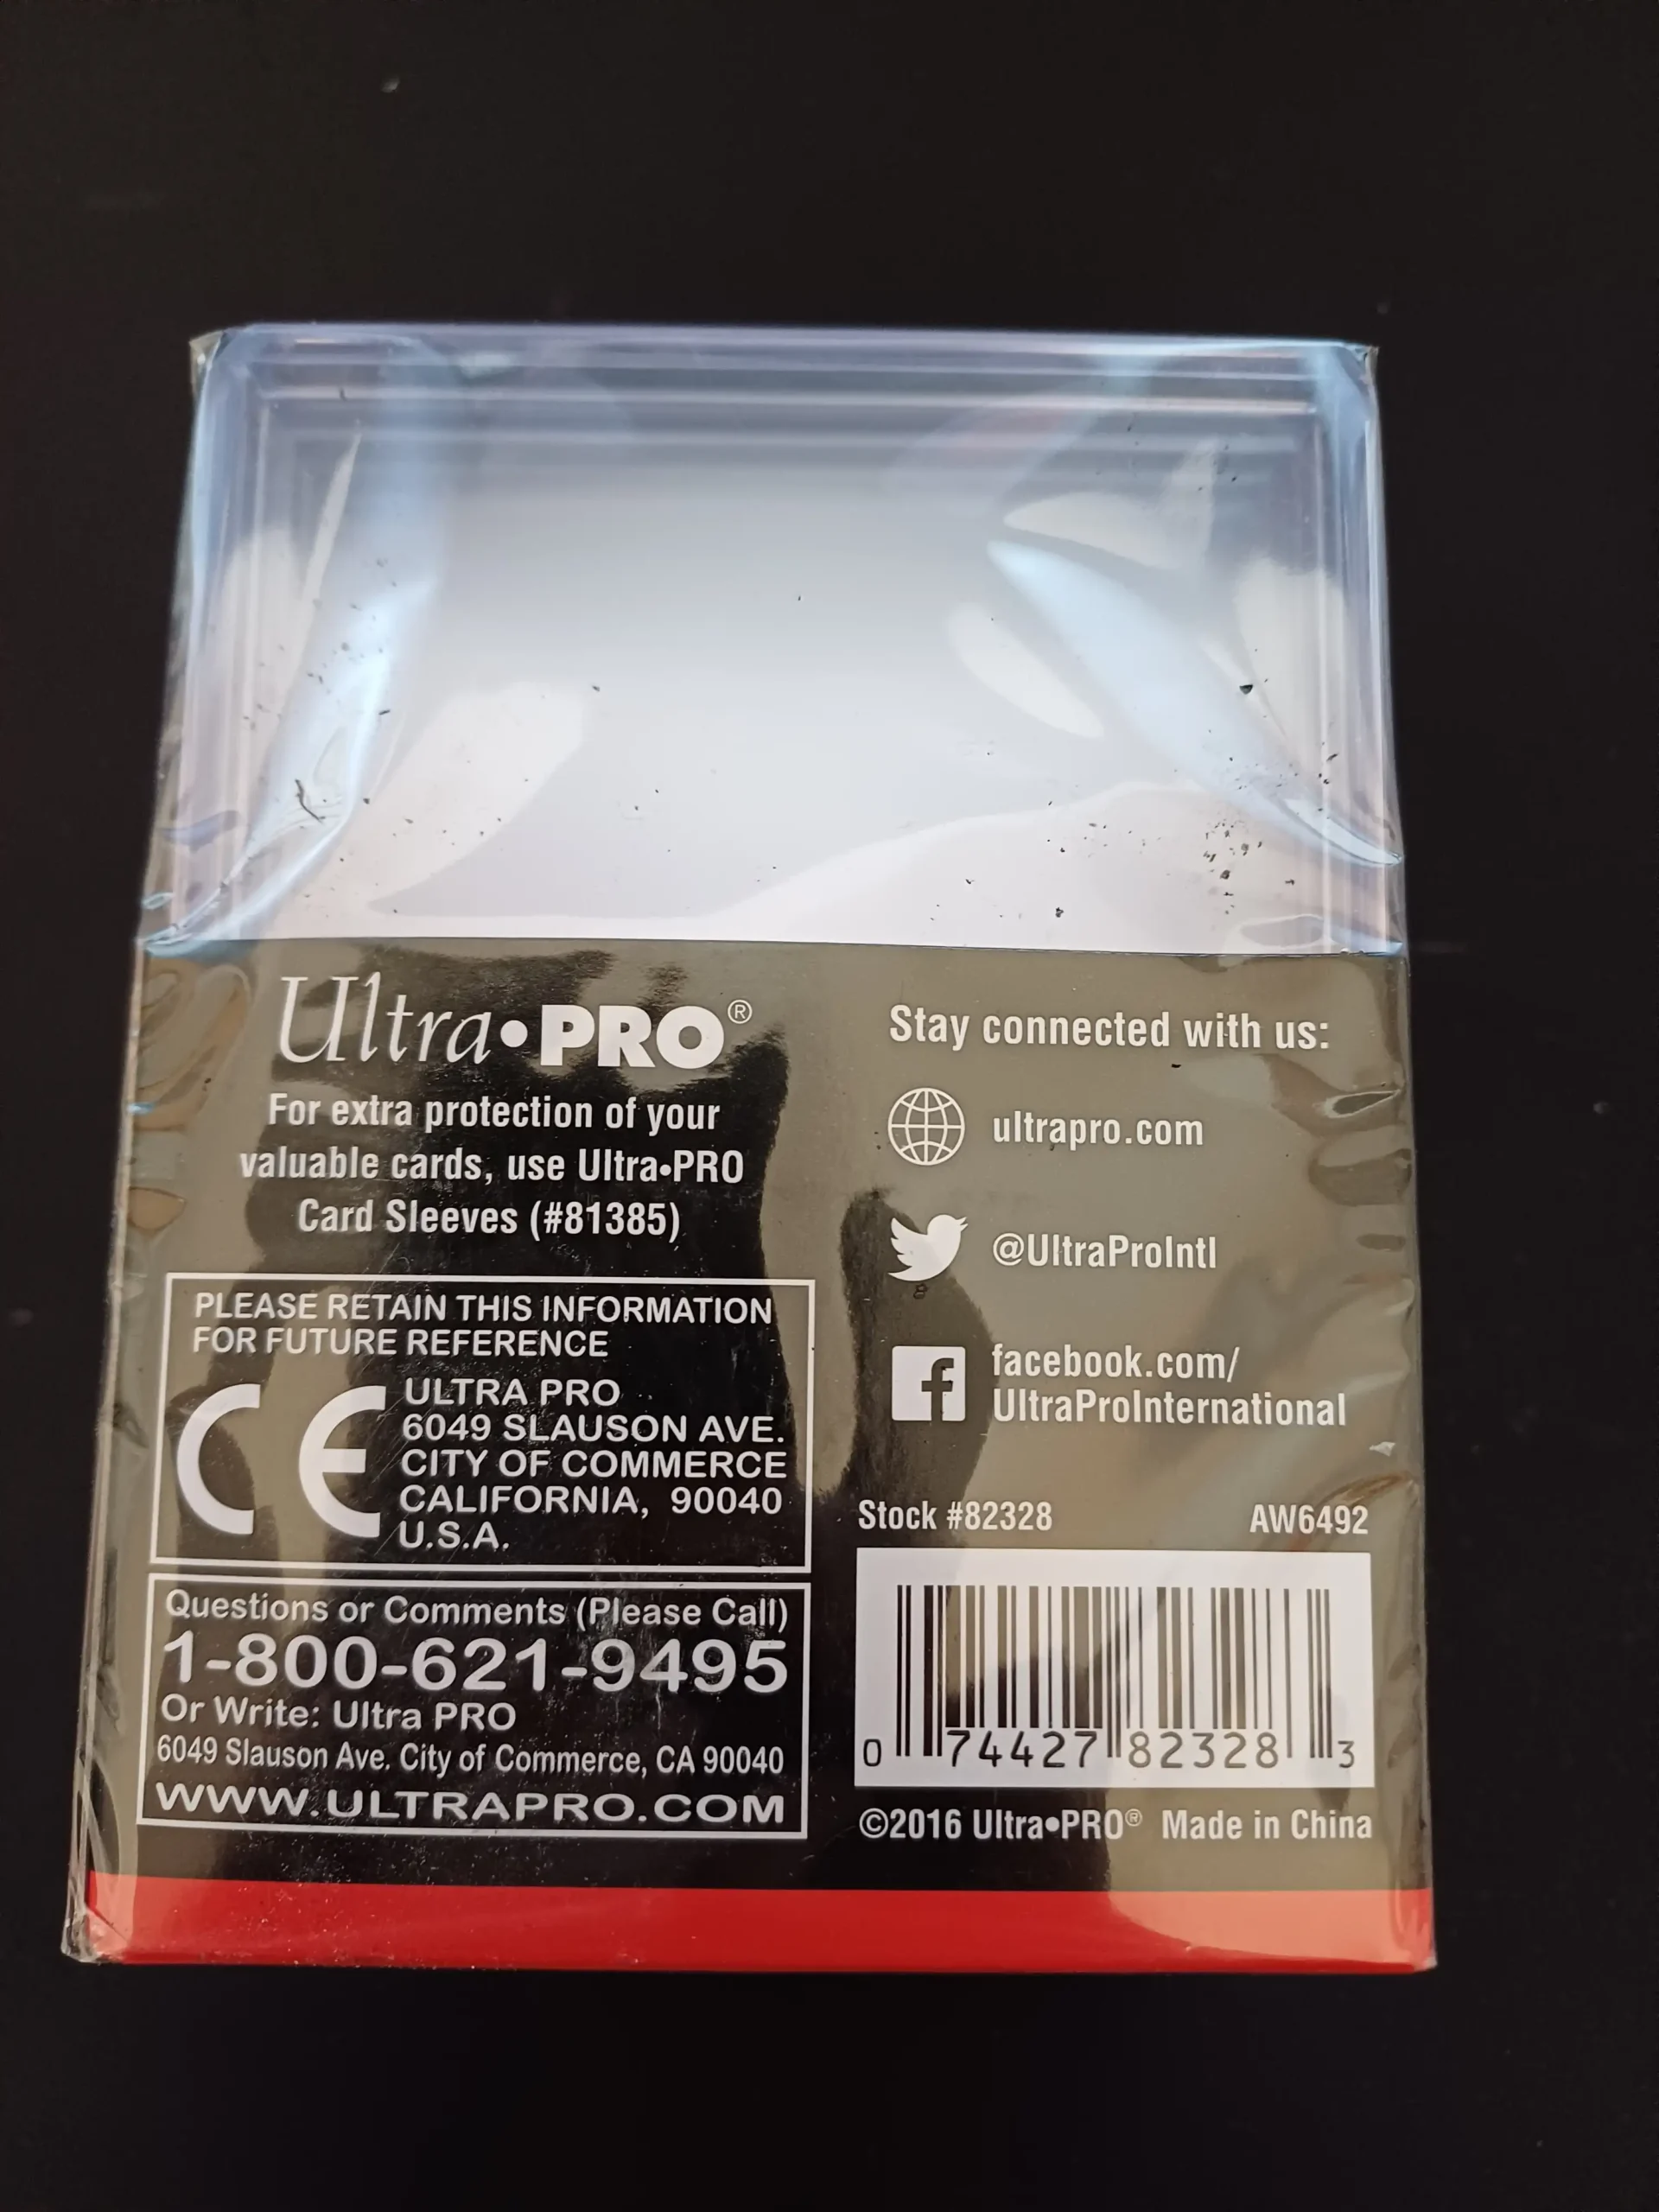 Ultra•PRO®
For extra protection of your
valuable cards, use Ultra•PRO
Card Sleeves (#81385)
PLEASE RETAIN THIS INFORMATION
FOR FUTURE REFERENCE
CE
ULTRA PRO
6049 SLAUSON AVE.
CITY OF COMMERCE
CALIFORNIA, 90040
U.S.A.
Questions or Comments (Please Call)
1-800-621-9495
Or Write: Ultra PRO
6049 Slauson Ave. City of Commerce, CA 90040
WWW.ULTRAPRO.COM
Stay connected with us:
ultrapro.com
@UltraProIntl
f facebook.com/
UltraProInternational
Stock #82328 AW6492
0 74427 82328 3
©2016 Ultra•PRO® Made in China